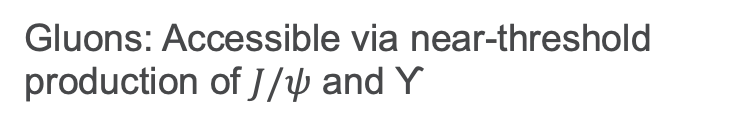 Gluons: Accessible via near-threshold
production of J/ψ and ϒ